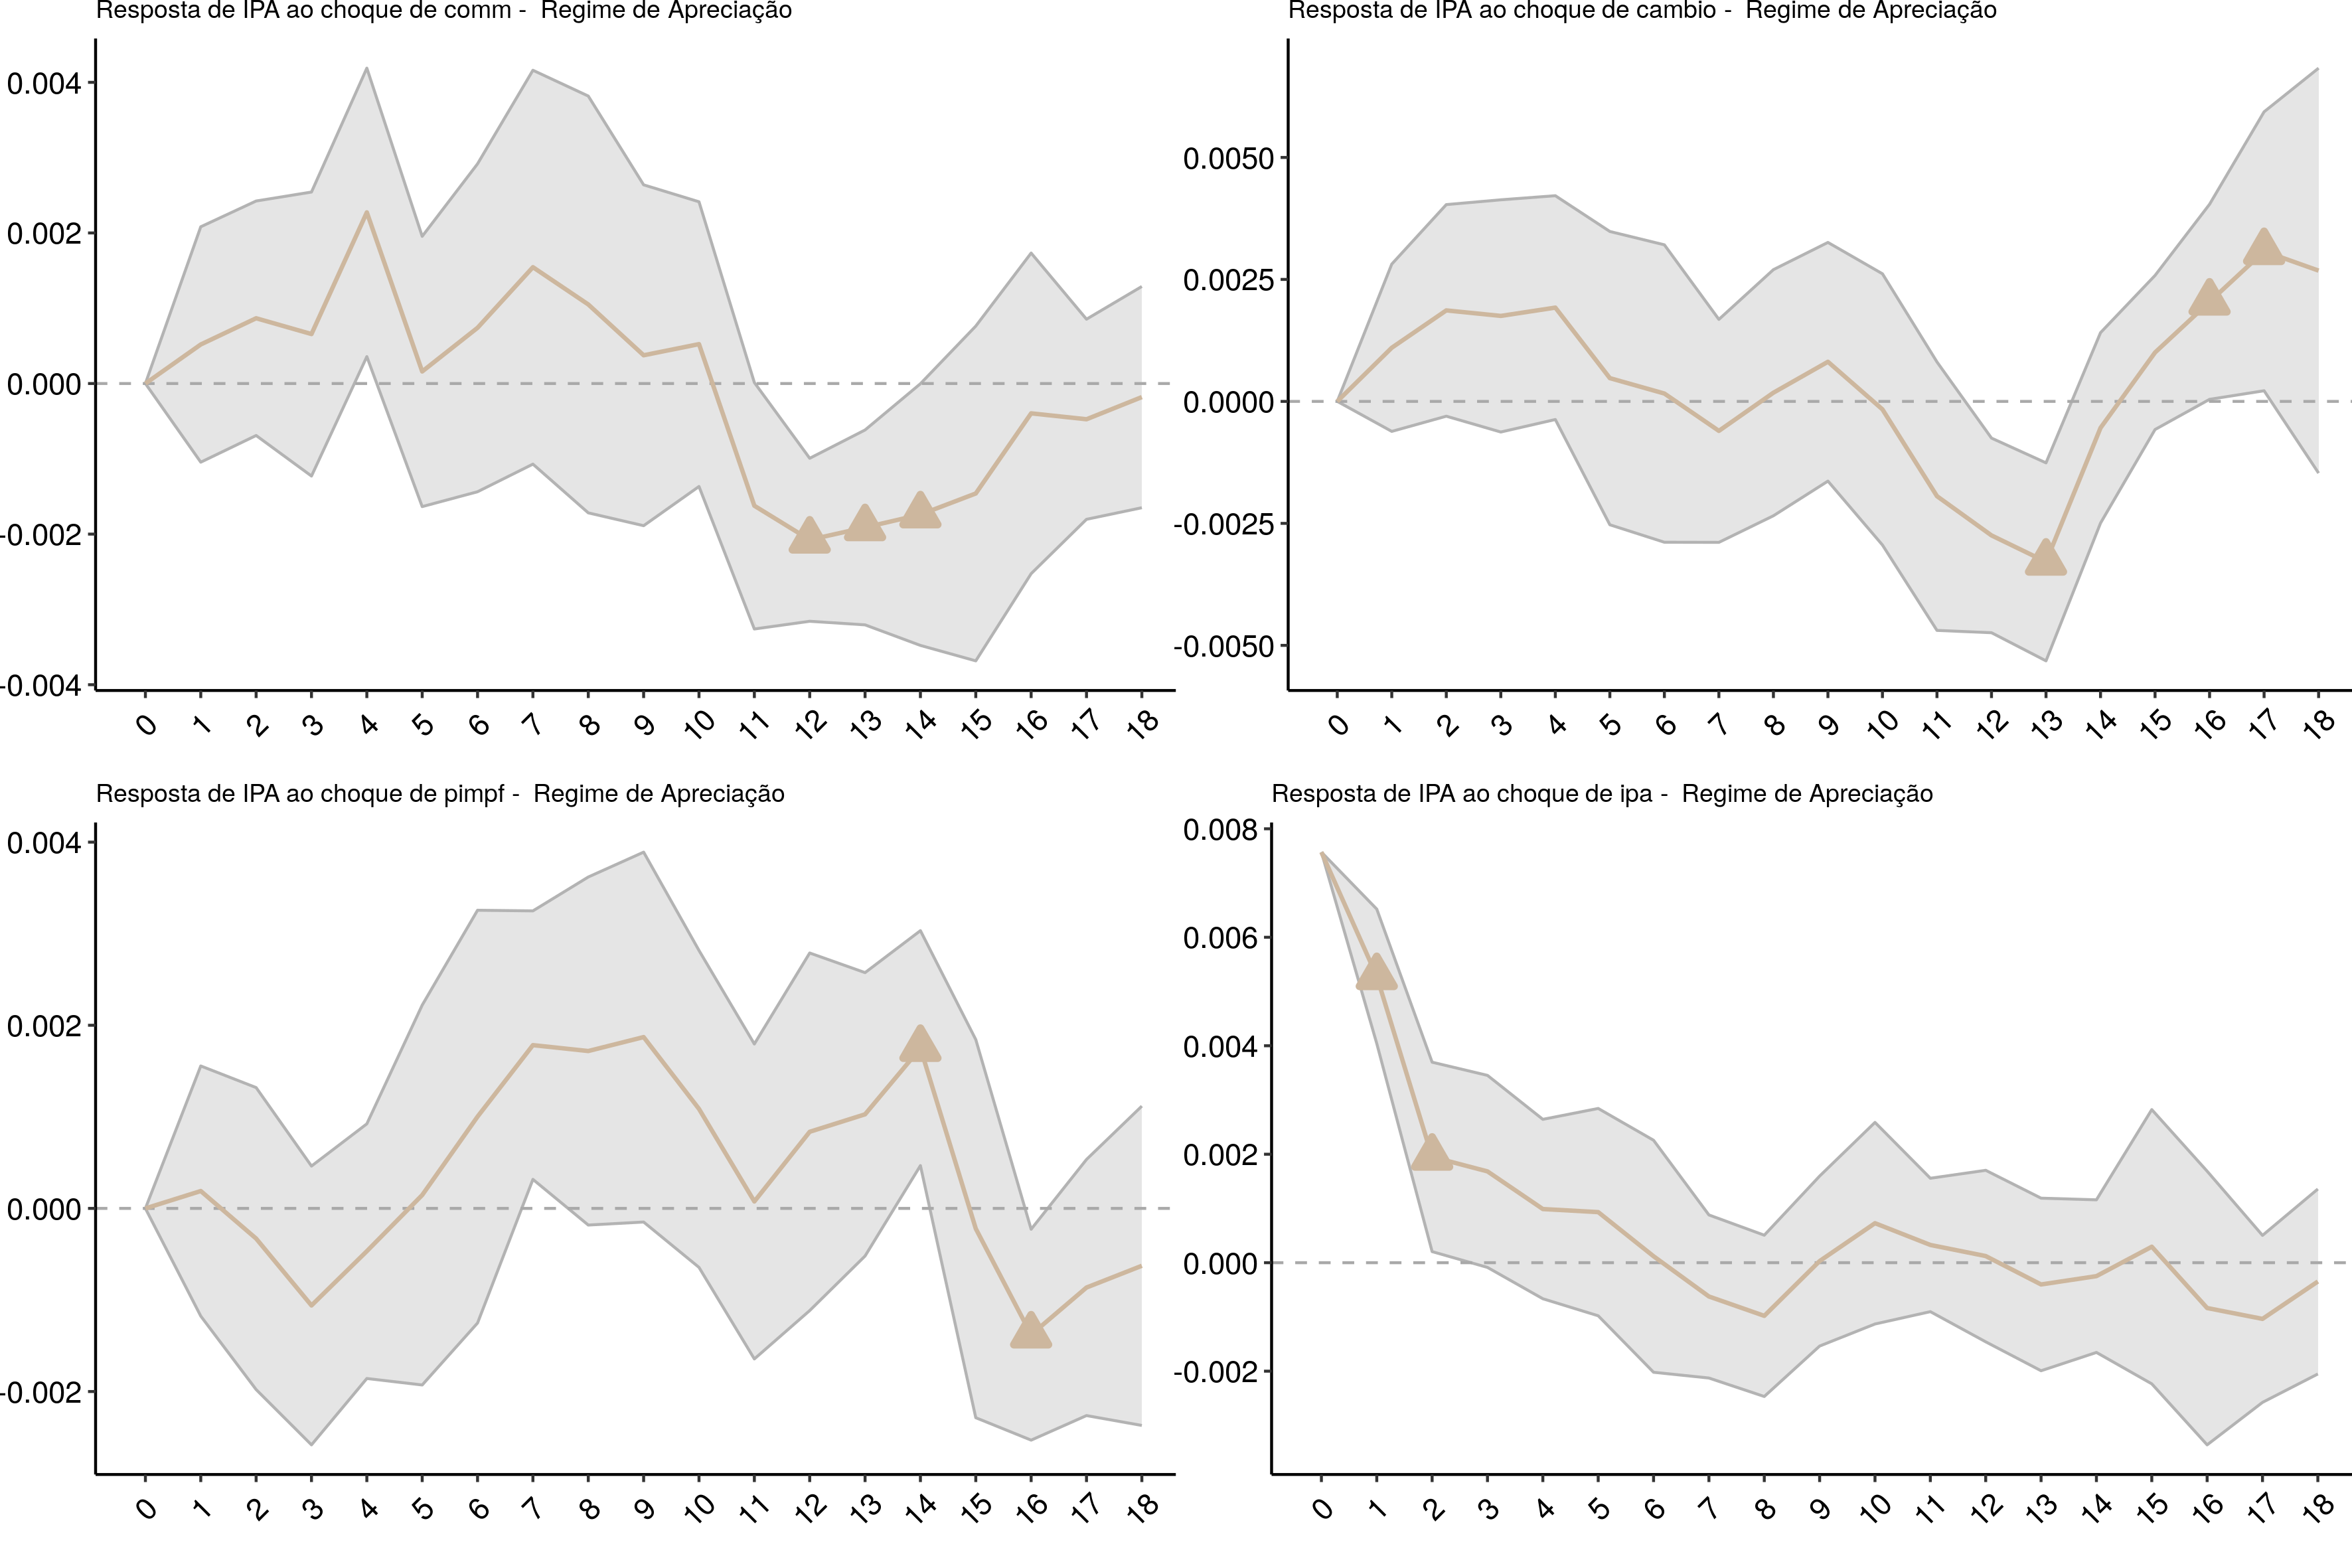 Resposta de IPA ao choque de comm -  Regime de Apreciação
0.004
0.002
0.000
-0.002
-0.004
0 1 2 3 4 5 6 7 8 9 10 11 12 13 14 15 16 17 18
Resposta de IPA ao choque de cambio -  Regime de Apreciação
0.0050
0.0025
0.0000
-0.0025
-0.0050
0 1 2 3 4 5 6 7 8 9 10 11 12 13 14 15 16 17 18
Resposta de IPA ao choque de pimpf -  Regime de Apreciação
0.004
0.002
0.000
-0.002
0 1 2 3 4 5 6 7 8 9 10 11 12 13 14 15 16 17 18
Resposta de IPA ao choque de ipa -  Regime de Apreciação
0.008
0.006
0.004
0.002
0.000
-0.002
0 1 2 3 4 5 6 7 8 9 10 11 12 13 14 15 16 17 18